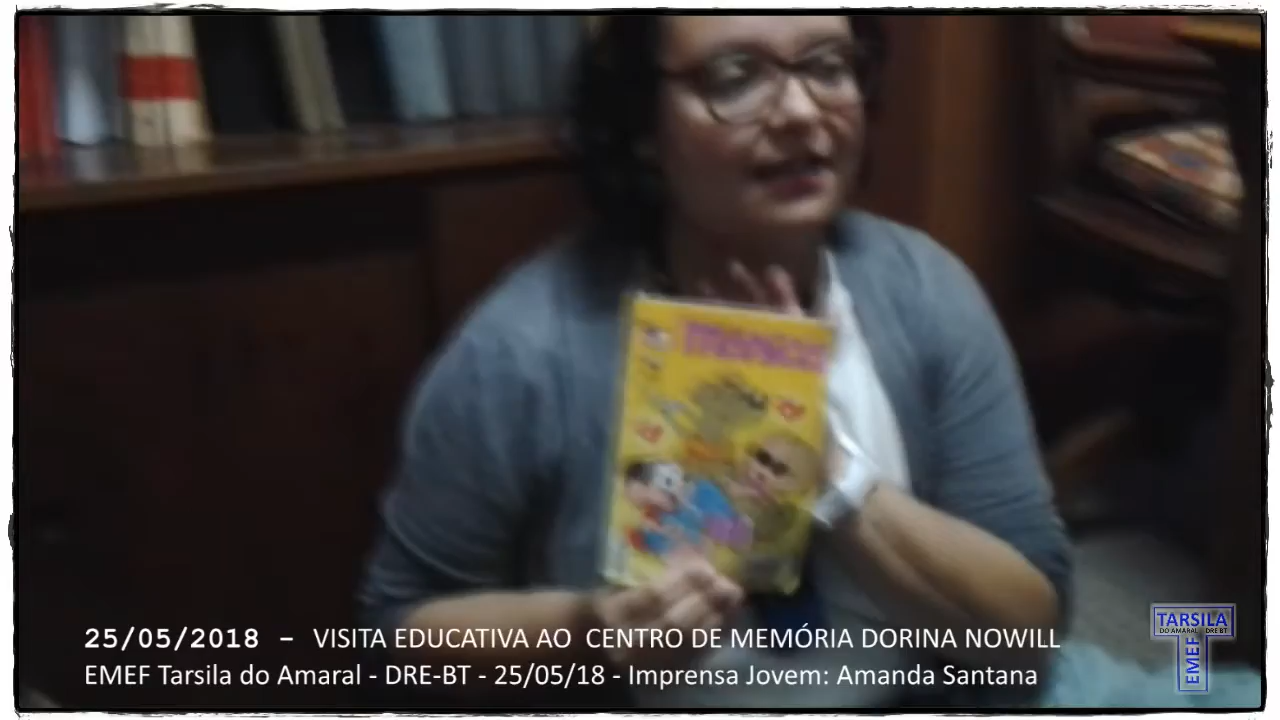 25/05/2018 – VISITA EDUCATIVA AO CENTRO DE MEMÓRIA DORINA NOWILL
EMEF Tarsila do Amaral - DRE-BT - 25/05/18 - Imprensa Jovem: Amanda Santana
TARSILA
DO AMARAL DRE BT
EMEF